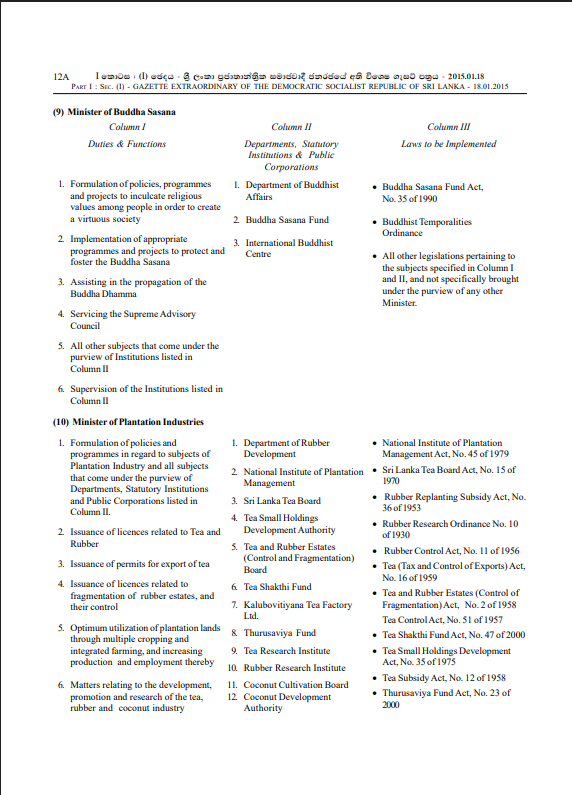 12A
I කොටස : (I) ඡෙදය - ශ්‍රී ලංකා ප්‍රජාතාන්ත්‍රික සමාජවාදී ජනරජයේ අති විශෙෂ ගැසට් පත්‍රය - 2015.01.18
PART I : SEC. (I) - GAZETTE EXTRAORDINARY OF THE DEMOCRATIC SOCIALIST REPUBLIC OF SRI LANKA - 18.01.2015
(9) Minister of Buddha Sasana
Column I
Duties & Functions
1. Formulation of policies, programmes
and projects to inculcate religious
values among people in order to create
a virtuous society
2. Implementation of appropriate
programmes and projects to protect and
foster the Buddha Sasana
3. Assisting in the propagation of the
Buddha Dhamma
4. Servicing the Supreme Advisory
Council
5. All other subjects that come under the
purview of Institutions listed in
Column II
6. Supervision of the Institutions listed in
Column II
Column II
Departments, Statutory
Institutions & Public
Corporations
1. Department of Buddhist
Affairs
2. Buddha Sasana Fund
3. International Buddhist
Centre
Column III
Laws to be Implemented
• Buddha Sasana Fund Act,
No. 35 of 1990
• Buddhist Temporalities
Ordinance
• All other legislations pertaining to
the subjects specified in Column I
and II, and not specifically brought
under the purview of any other
Minister.
(10) Minister of Plantation Industries
1. Formulation of policies and
programmes in regard to subjects of
Plantation Industry and all subjects
that come under the purview of
Departments, Statutory Institutions
and Public Corporations listed in
Column II.
2. Issuance of licences related to Tea and
Rubber
3. Issuance of permits for export of tea
4. Issuance of licences related to
fragmentation of rubber estates, and
their control
5. Optimum utilization of plantation lands
through multiple cropping and
integrated farming, and increasing
production and employment thereby
6. Matters relating to the development,
promotion and research of the tea,
rubber and coconut industry
1. Department of Rubber
Development
2. National Institute of Plantation
Management
3. Sri Lanka Tea Board
4. Tea Small Holdings
Development Authority
5. Tea and Rubber Estates
(Control and Fragmentation)
Board
6. Tea Shakthi Fund
7. Kalubovitiyana Tea Factory
Ltd.
8. Thurusaviya Fund
9. Tea Research Institute
10. Rubber Research Institute
11. Coconut Cultivation Board
12. Coconut Development
Authority
• National Institute of Plantation
Management Act, No. 45 of 1979
• Sri Lanka Tea Board Act, No. 15 of
1970
• Rubber Replanting Subsidy Act, No.
36 of 1953
• Rubber Research Ordinance No. 10
of 1930
• Rubber Control Act, No. 11 of 1956
• Tea (Tax and Control of Exports) Act,
No. 16 of 1959
• Tea and Rubber Estates (Control of
Fragmentation) Act, No. 2 of 1958
Tea Control Act, No. 51 of 1957
• Tea Shakthi Fund Act, No. 47 of 2000
• Tea Small Holdings Development
Act, No. 35 of 1975
• Tea Subsidy Act, No. 12 of 1958
• Thurusaviya Fund Act, No. 23 of
2000